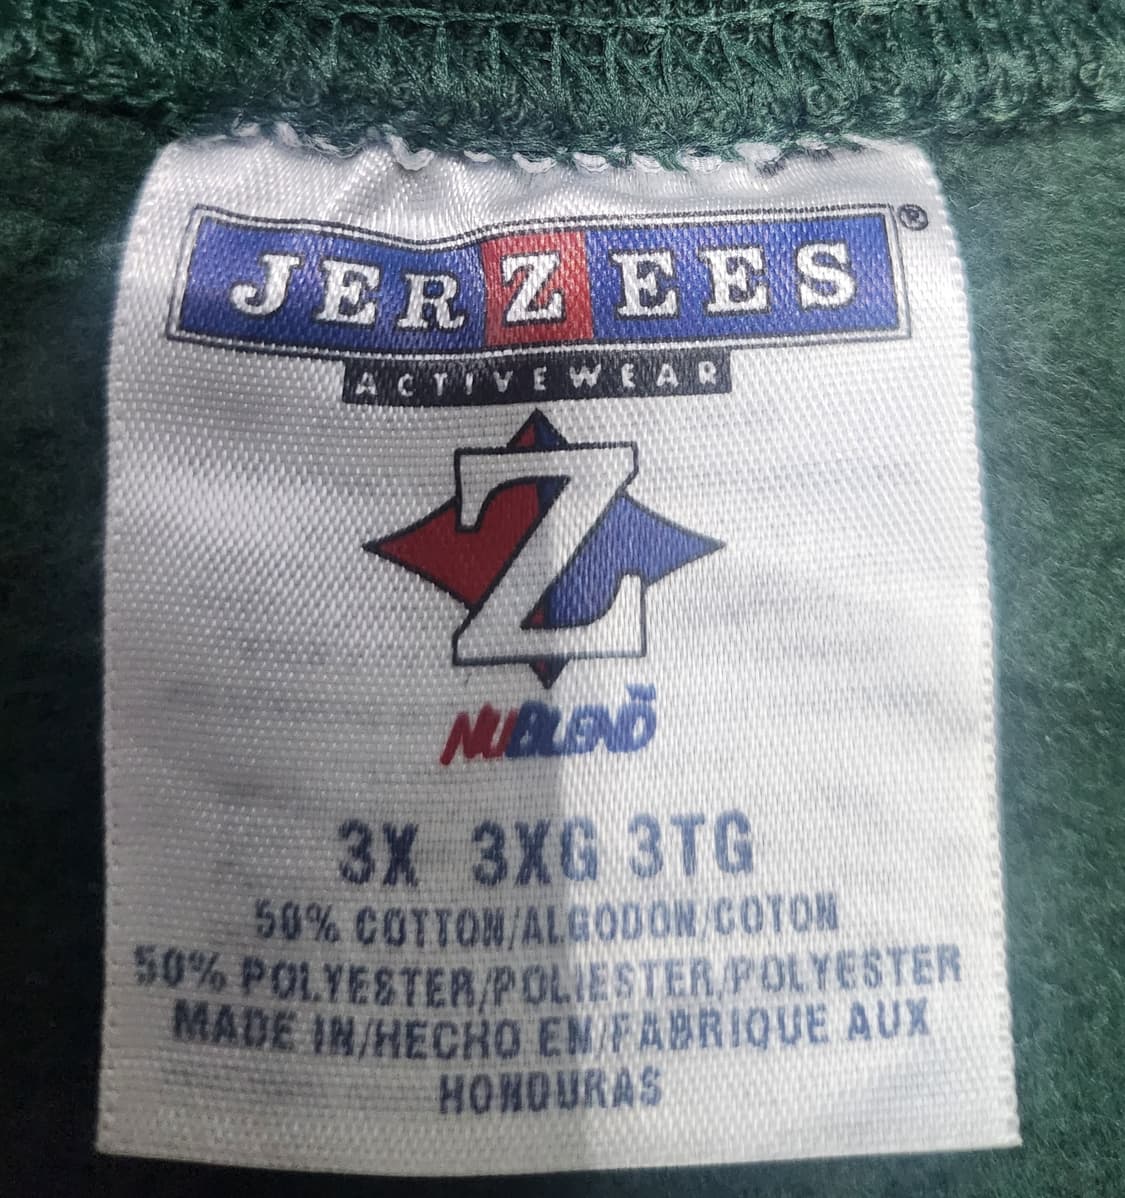 JERZEES®
ACTIVEWEAR
Z
NUBLEND™
3X 3XG 3TG
50% COTTON/ALGODON/COTON
50% POLYESTER/POLIESTER/POLYESTER
MADE IN/HECHO EN/FABRIQUE AUX
HONDURAS